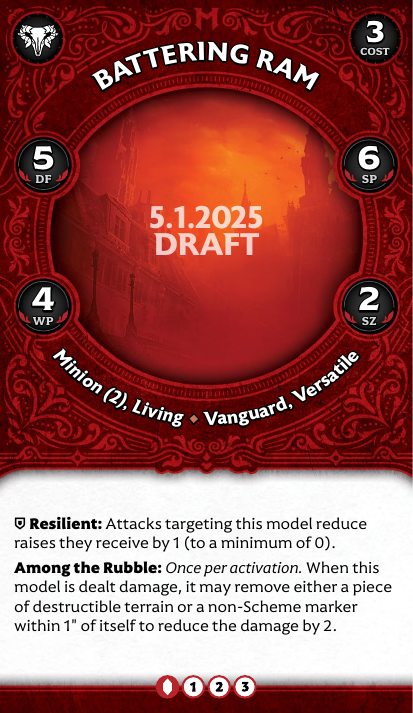 BATTERING RAM
3
COST
5
DF
6
SP
5.1.2025
DRAFT
4
WP
2
SZ
Minion (2), Living ◆ Vanguard, Versatile
Resilient: Attacks targeting this model reduce
raises they receive by 1 (to a minimum of 0).
Among the Rubble: Once per activation. When this
model is dealt damage, it may remove either a piece
of destructible terrain or a non-Scheme marker
within 1" of itself to reduce the damage by 2.
1 2 3